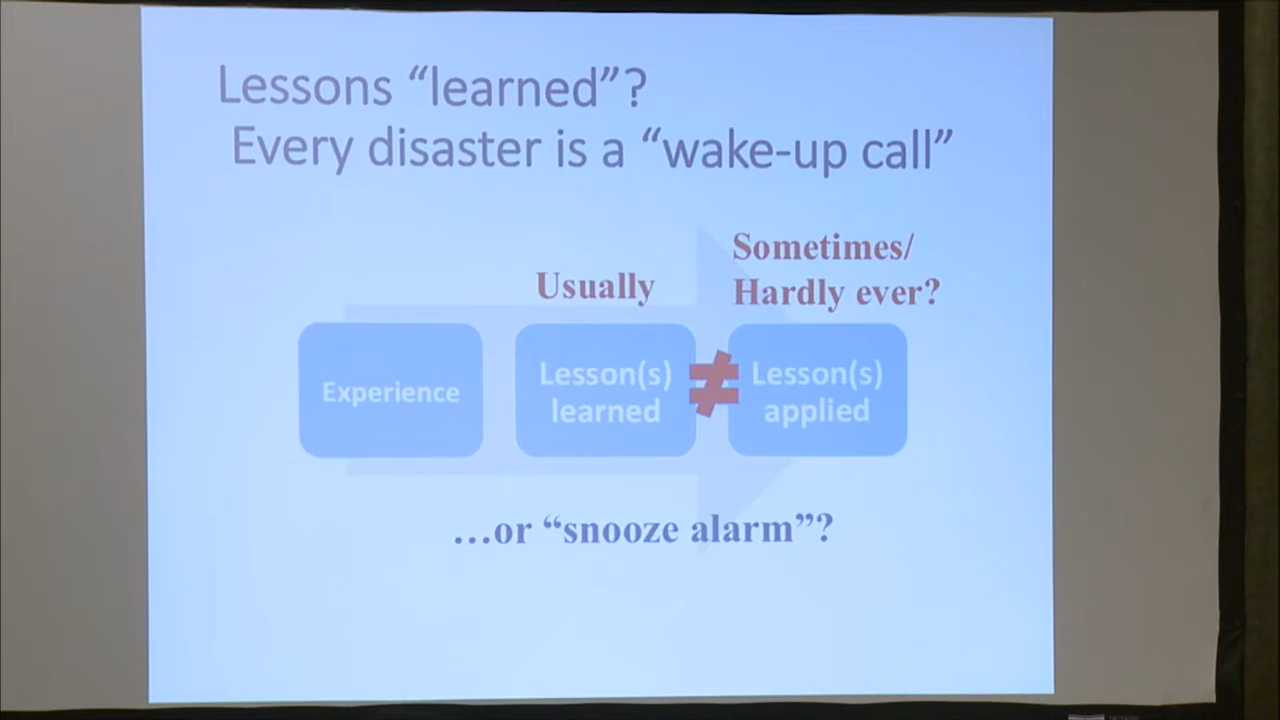 Lessons “learned”?
Every disaster is a “wake-up call”
Sometimes/
Hardly ever?
Usually
Experience
Lesson(s)
learned
≠
Lesson(s)
applied
…or “snooze alarm”?